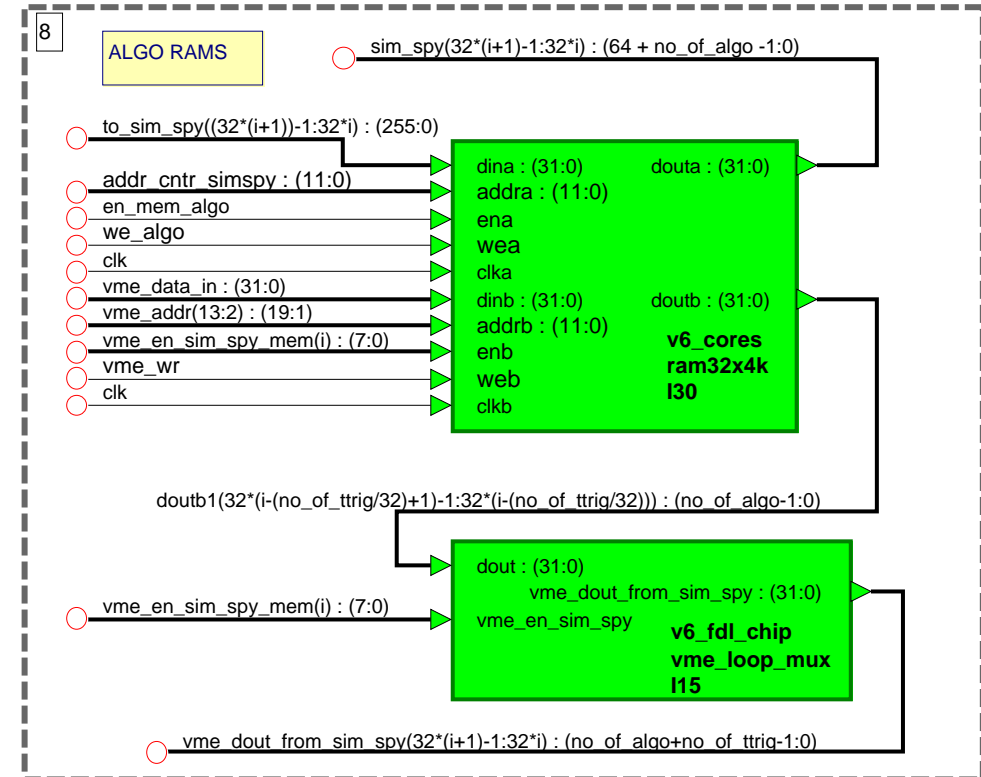 8
ALGO RAMS
sim_spy(32*(i+1)-1:32*i) : (64 + no_of_algo -1:0)
to_sim_spy((32*(i+1))-1:32*i) : (255:0)
addr_cntr_simspy : (11:0)
en_mem_algo
we_algo
clk
vme_data_in : (31:0)
vme_addr(13:2) : (19:1)
vme_en_sim_spy_mem(i) : (7:0)
vme_wr
clk
dina : (31:0) douta : (31:0)
addra : (11:0)
ena
wea
clka
dinb : (31:0) doutb : (31:0)
addrb : (11:0)
enb
web
clkb
v6_cores
ram32x4k
I30
doutb1(32*(i-(no_of_ttrig/32)+1)-1:32*(i-(no_of_ttrig/32))) : (no_of_algo-1:0)
dout : (31:0)
vme_dout_from_sim_spy : (31:0)
vme_en_sim_spy_mem(i) : (7:0)
vme_en_sim_spy
v6_fdl_chip
vme_loop_mux
I15
vme_dout_from_sim_spy(32*(i+1)-1:32*i) : (no_of_algo+no_of_ttrig-1:0)